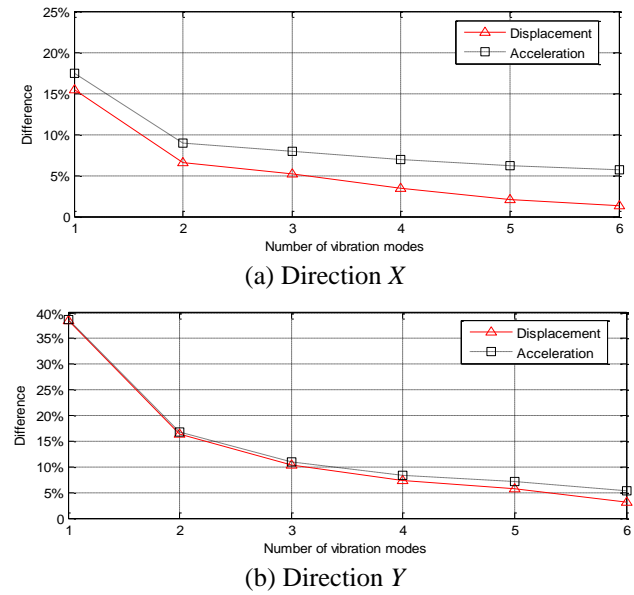 25%
20%
15%
10%
5%
0
Difference
Displacement
Acceleration
1 2 3 4 5 6
Number of vibration modes
(a) Direction X
40%
35%
30%
25%
20%
15%
10%
5%
0
Difference
Displacement
Acceleration
1 2 3 4 5 6
Number of vibration modes
(b) Direction Y